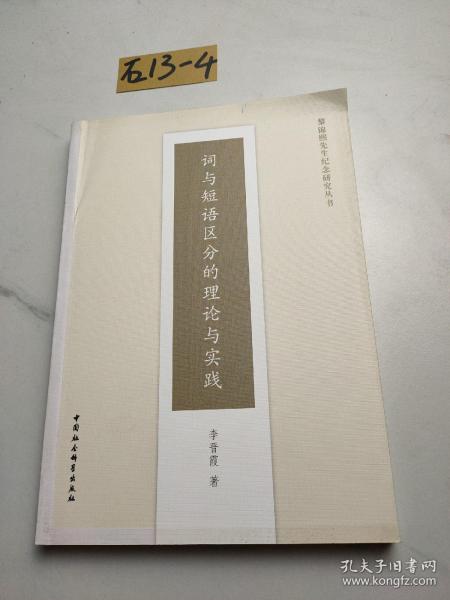 石13-4
黎锦熙先生纪念研究丛书
词与短语区分的理论与实践
李晋霞 著
中国社会科学出版社
孔夫子旧书网
www.kongfz.com